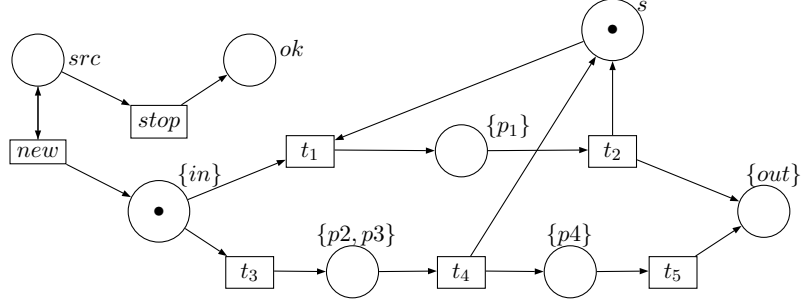 s
src
ok
stop
new
{in}
t1
{p1}
t2
{out}
{p2, p3}
t3
t4
{p4}
t5